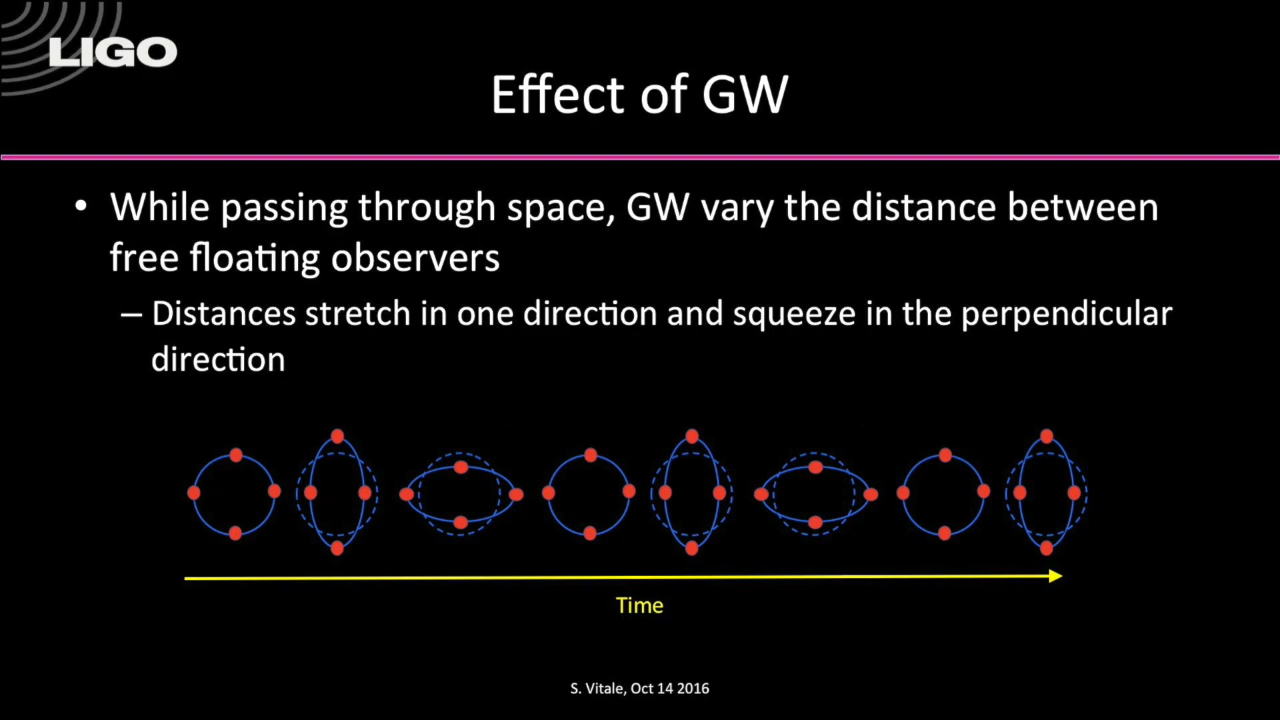 LIGO
Effect of GW
• While passing through space, GW vary the distance between
free floating observers
– Distances stretch in one direction and squeeze in the perpendicular
direction
Time
S. Vitale, Oct 14 2016